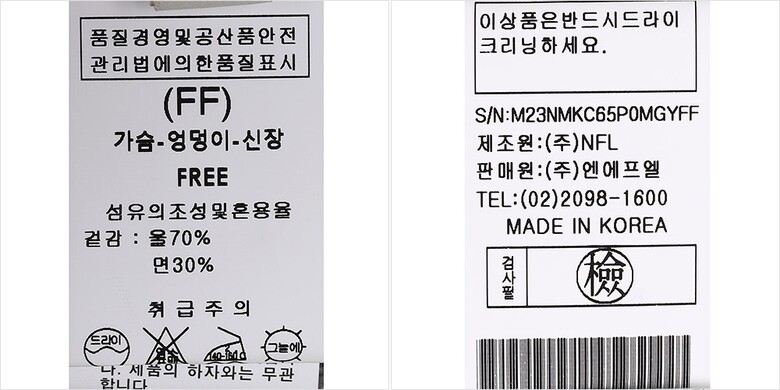 품질경영및공산품안전
관리법에의한품질표시
(FF)
가슴-엉덩이-신장
FREE
섬유의조성및혼용율
겉감 : 울70%
면30%
취급주의
드라이
140-160℃
그늘에
나. 제품의 하자와는 무관
합니다.
이상품은반드시드라이
크리닝하세요.
S/N:M23NMKC65P0MGYFF
제조원:(주)NFL
판매원:(주)엔에프엘
TEL:(02)2098-1600
MADE IN KOREA
검사필
檢